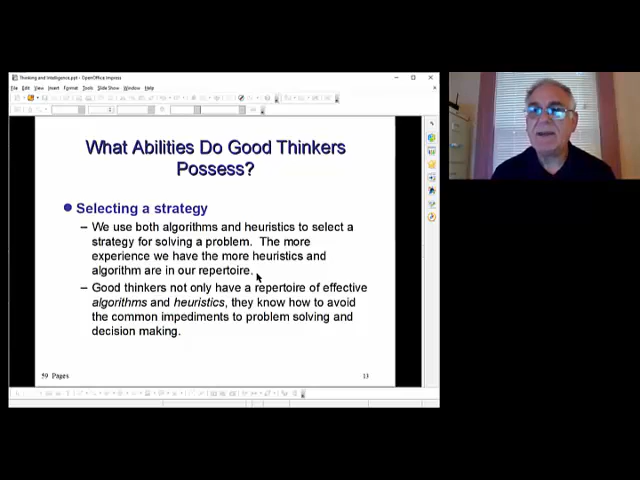 Thinking and Intelligence.ppt - OpenOffice Impress
File Edit View Insert Format Tools Slide Show Window Help
What Abilities Do Good Thinkers
Possess?
Selecting a strategy
– We use both algorithms and heuristics to select a
strategy for solving a problem. The more
experience we have the more heuristics and
algorithm are in our repertoire.
– Good thinkers not only have a repertoire of effective
algorithms and heuristics, they know how to avoid
the common impediments to problem solving and
decision making.
59 Pages
13